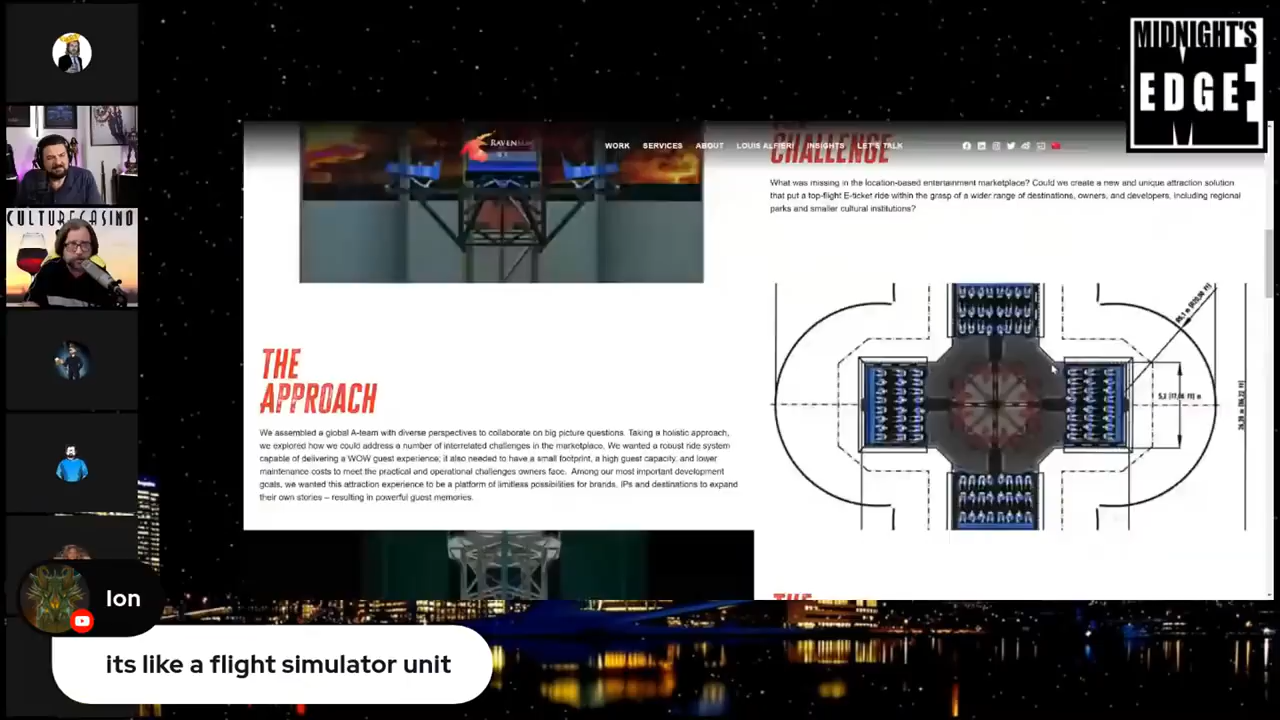 MIDNIGHT'S
EDGE
CULTURECASINO
WORK SERVICES ABOUT LOUIS ALFIERI INSIGHTS LET'S TALK
CHALLENGE
What was missing in the location-based entertainment marketplace? Could we create a new and unique attraction solution
that put a top-flight E-ticket ride within the grasp of a wider range of destinations, owners, and developers, including regional
parks and smaller cultural institutions?
THE
APPROACH
We assembled a global A-team with diverse perspectives to collaborate on big picture questions. Taking a holistic approach,
we explored how we could address a number of interrelated challenges in the marketplace. We wanted a robust ride system
capable of delivering a WOW guest experience; it also needed to have a small footprint, a high guest capacity, and lower
maintenance costs to meet the practical and operational challenges owners face. Among our most important development
goals, we wanted this attraction experience to be a platform of limitless possibilities for brands, IPs and destinations to expand
their own stories – resulting in powerful guest memories.
THE
Ion
its like a flight simulator unit